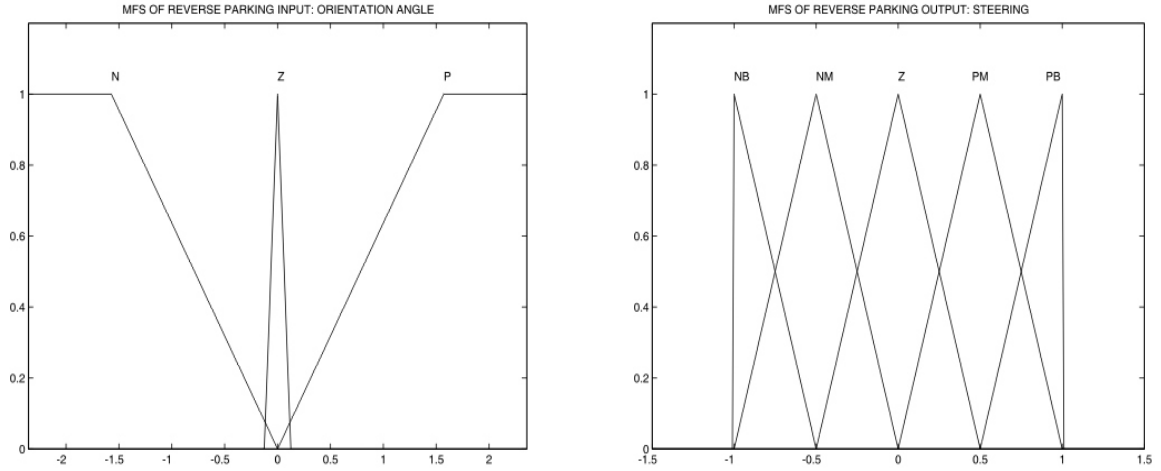 MFS OF REVERSE PARKING INPUT: ORIENTATION ANGLE
N Z P
1
0.8
0.6
0.4
0.2
0
-2 -1.5 -1 -0.5 0 0.5 1 1.5 2
MFS OF REVERSE PARKING OUTPUT: STEERING
NB NM Z PM PB
1
0.8
0.6
0.4
0.2
0
-1.5 -1 -0.5 0 0.5 1 1.5